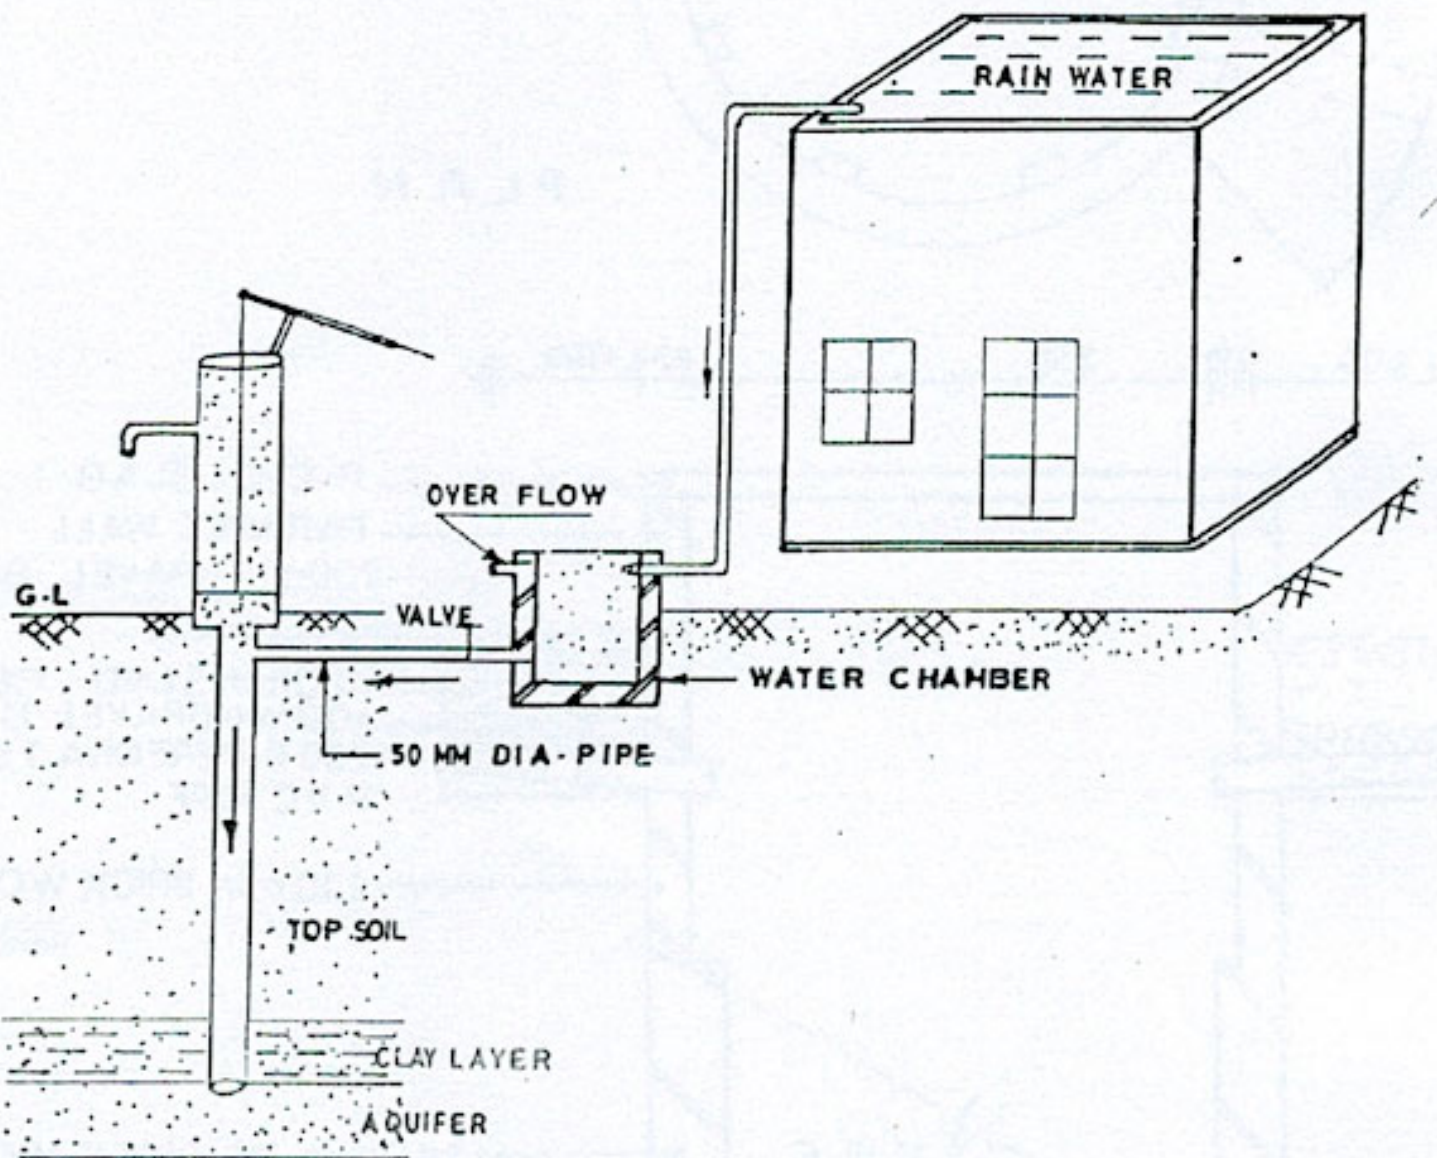 RAIN WATER
OVER FLOW
G.L
VALVE
WATER CHAMBER
50 MM DIA-PIPE
TOP SOIL
CLAY LAYER
AQUIFER